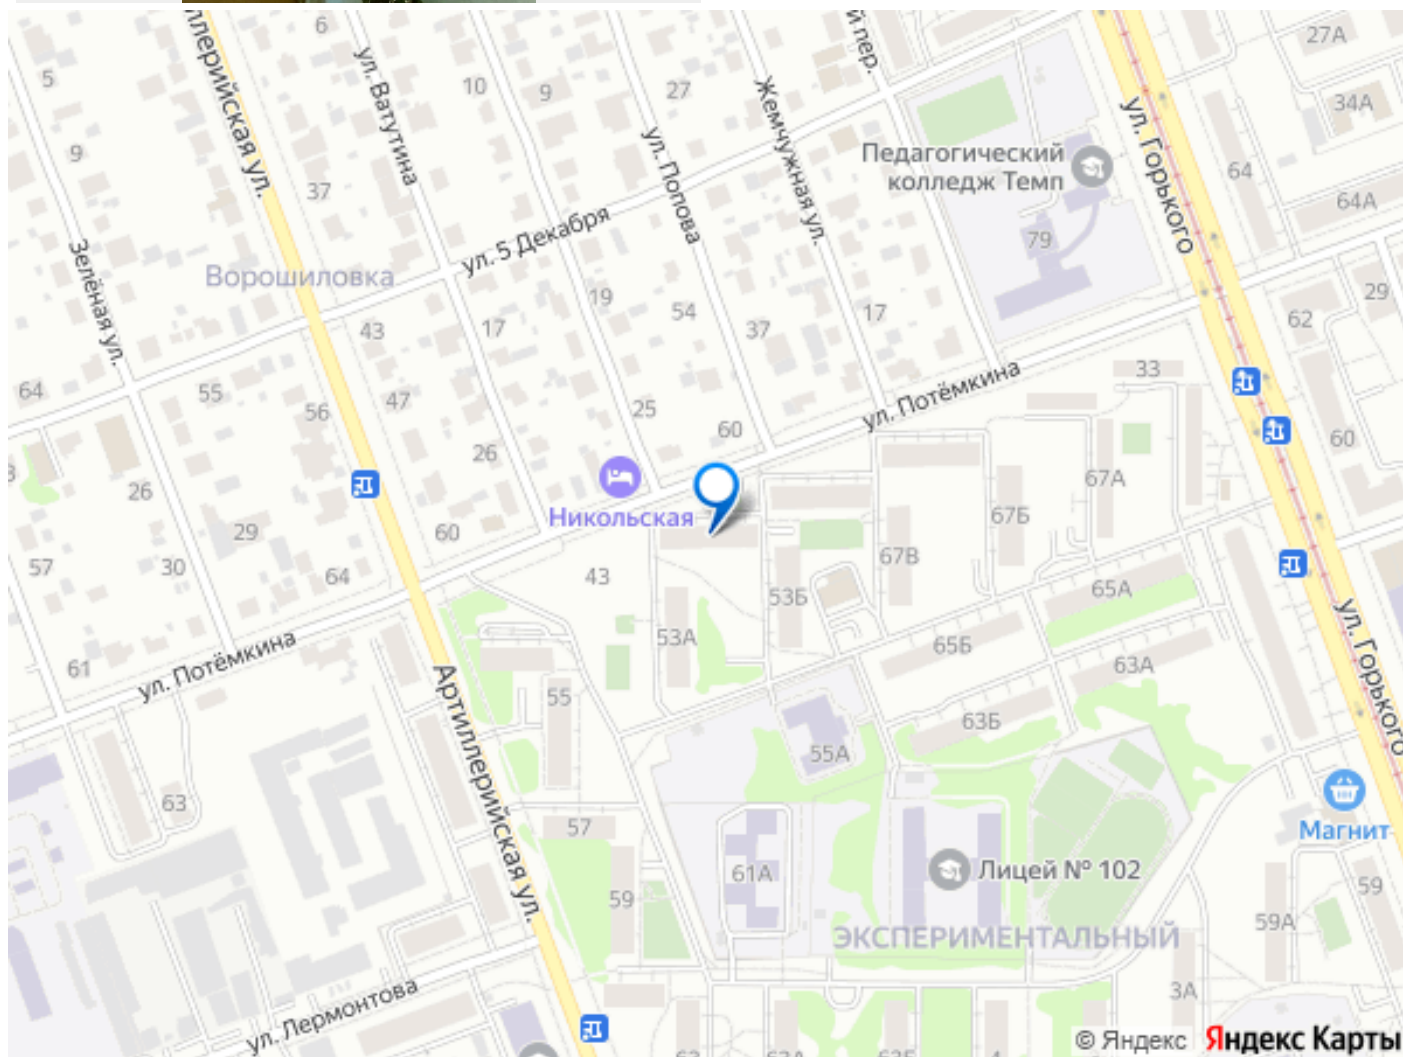 Артиллерийская ул.
6
ул. Ватутина
10
9
27
ул. Попова
Жемчужная ул.
й пер.
27А
34А
5
9
37
Педагогический
колледж Темп
79
ул. Горького
64
64А
Зелёная ул.
Ворошиловка
ул. 5 Декабря
43
17
19
54
37
17
62
29
64
55
56
47
25
60
ул. Потёмкина
33
60
26
26
29
60
Никольская
67А
67Б
67В
57
30
64
43
53Б
65А
61
ул. Потёмкина
53А
65Б
63А
ул. Горького
55
63Б
55А
Артиллерийская ул.
63
57
Магнит
61А
Лицей № 102
59
59
59А
ЭКСПЕРИМЕНТАЛЬНЫЙ
ул. Лермонтова
3А
© Яндекс Яндекс Карты